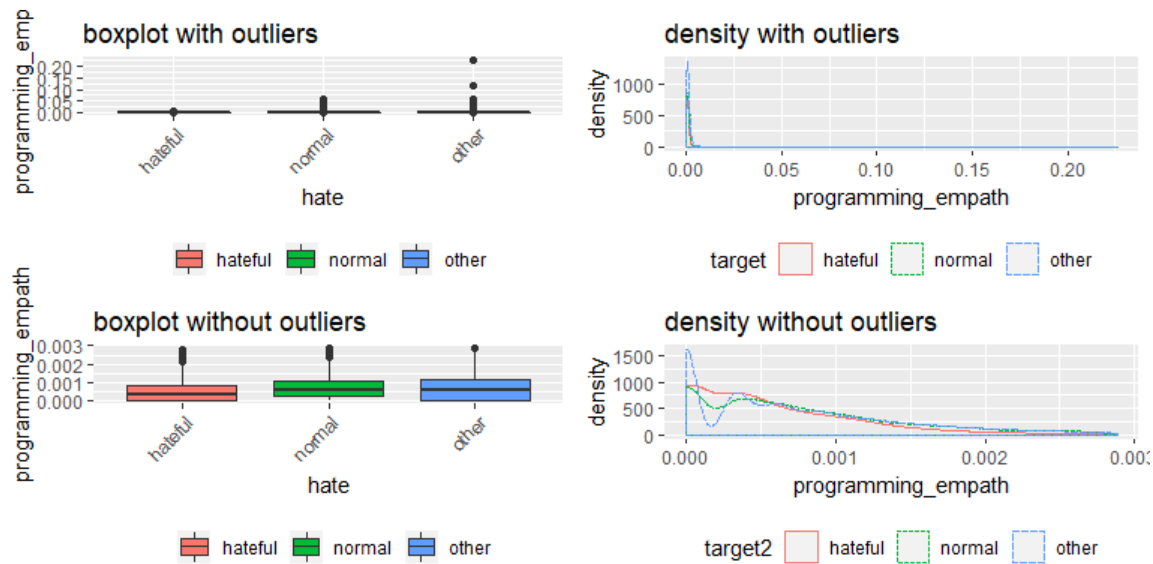 boxplot with outliers
programming_emp
0.20
0.15
0.10
0.05
0.00
hateful
normal
other
hate
hateful normal other
density with outliers
density
1000
500
0
0.00 0.05 0.10 0.15 0.20
programming_empath
target hateful normal other
boxplot without outliers
programming_empath
0.003
0.002
0.001
0.000
hateful
normal
other
hate
hateful normal other
density without outliers
density
1500
1000
500
0
0.000 0.001 0.002 0.003
programming_empath
target2 hateful normal other